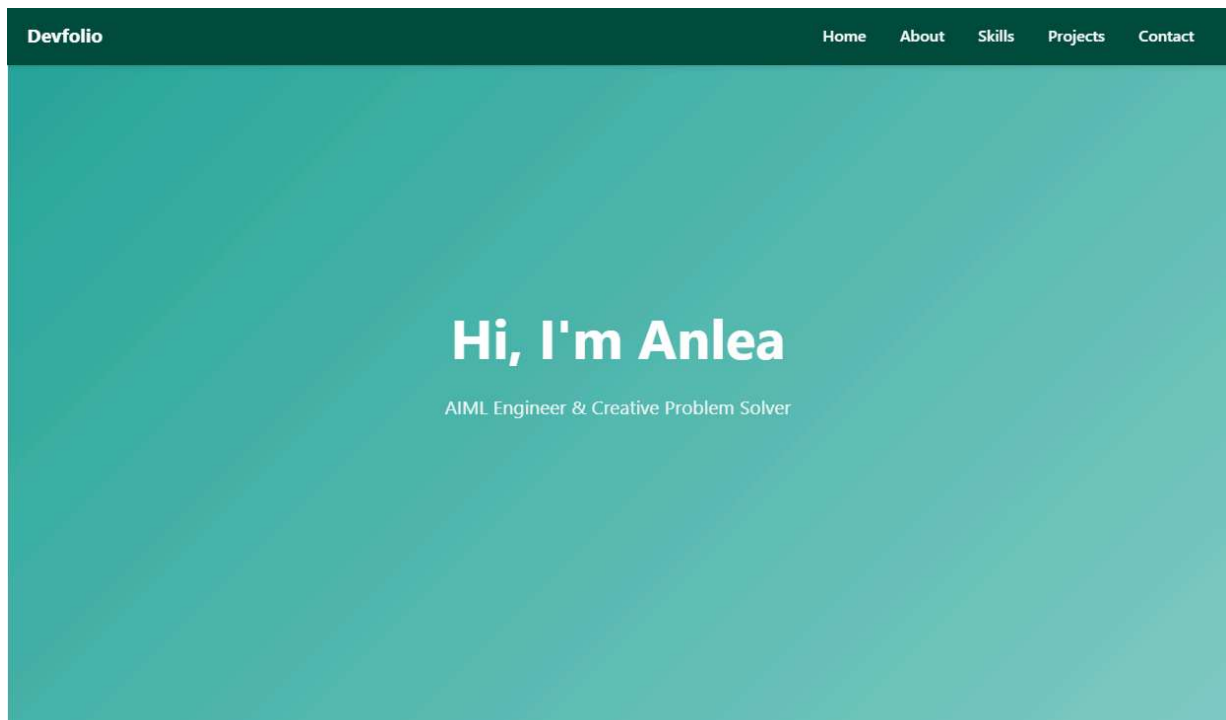 Devfolio Home About Skills Projects Contact
Hi, I'm Anlea
AIML Engineer & Creative Problem Solver